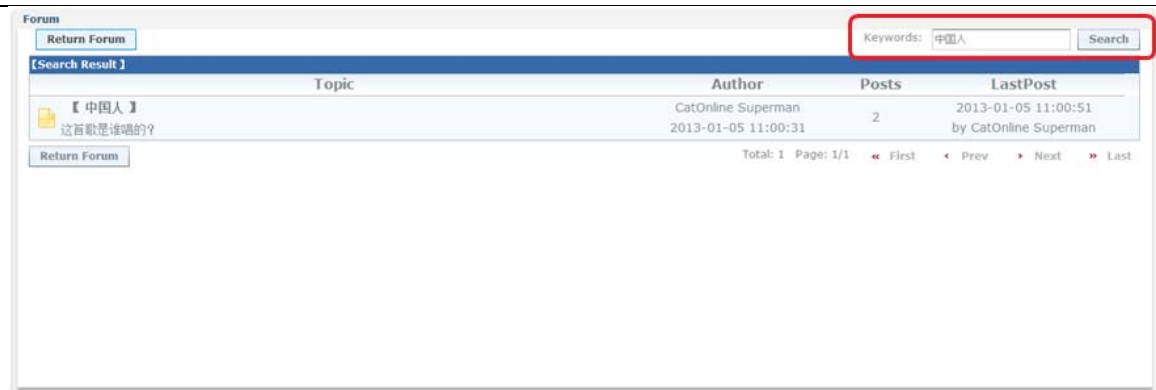 Forum
Return Forum Keywords: 中国人 Search
【Search Result 】
Topic Author Posts LastPost
【 中国人 】 CatOnline Superman 2 2013-01-05 11:00:51
这首歌是谁唱的? 2013-01-05 11:00:31 by CatOnline Superman
Return Forum Total: 1 Page: 1/1 « First ‹ Prev › Next » Last